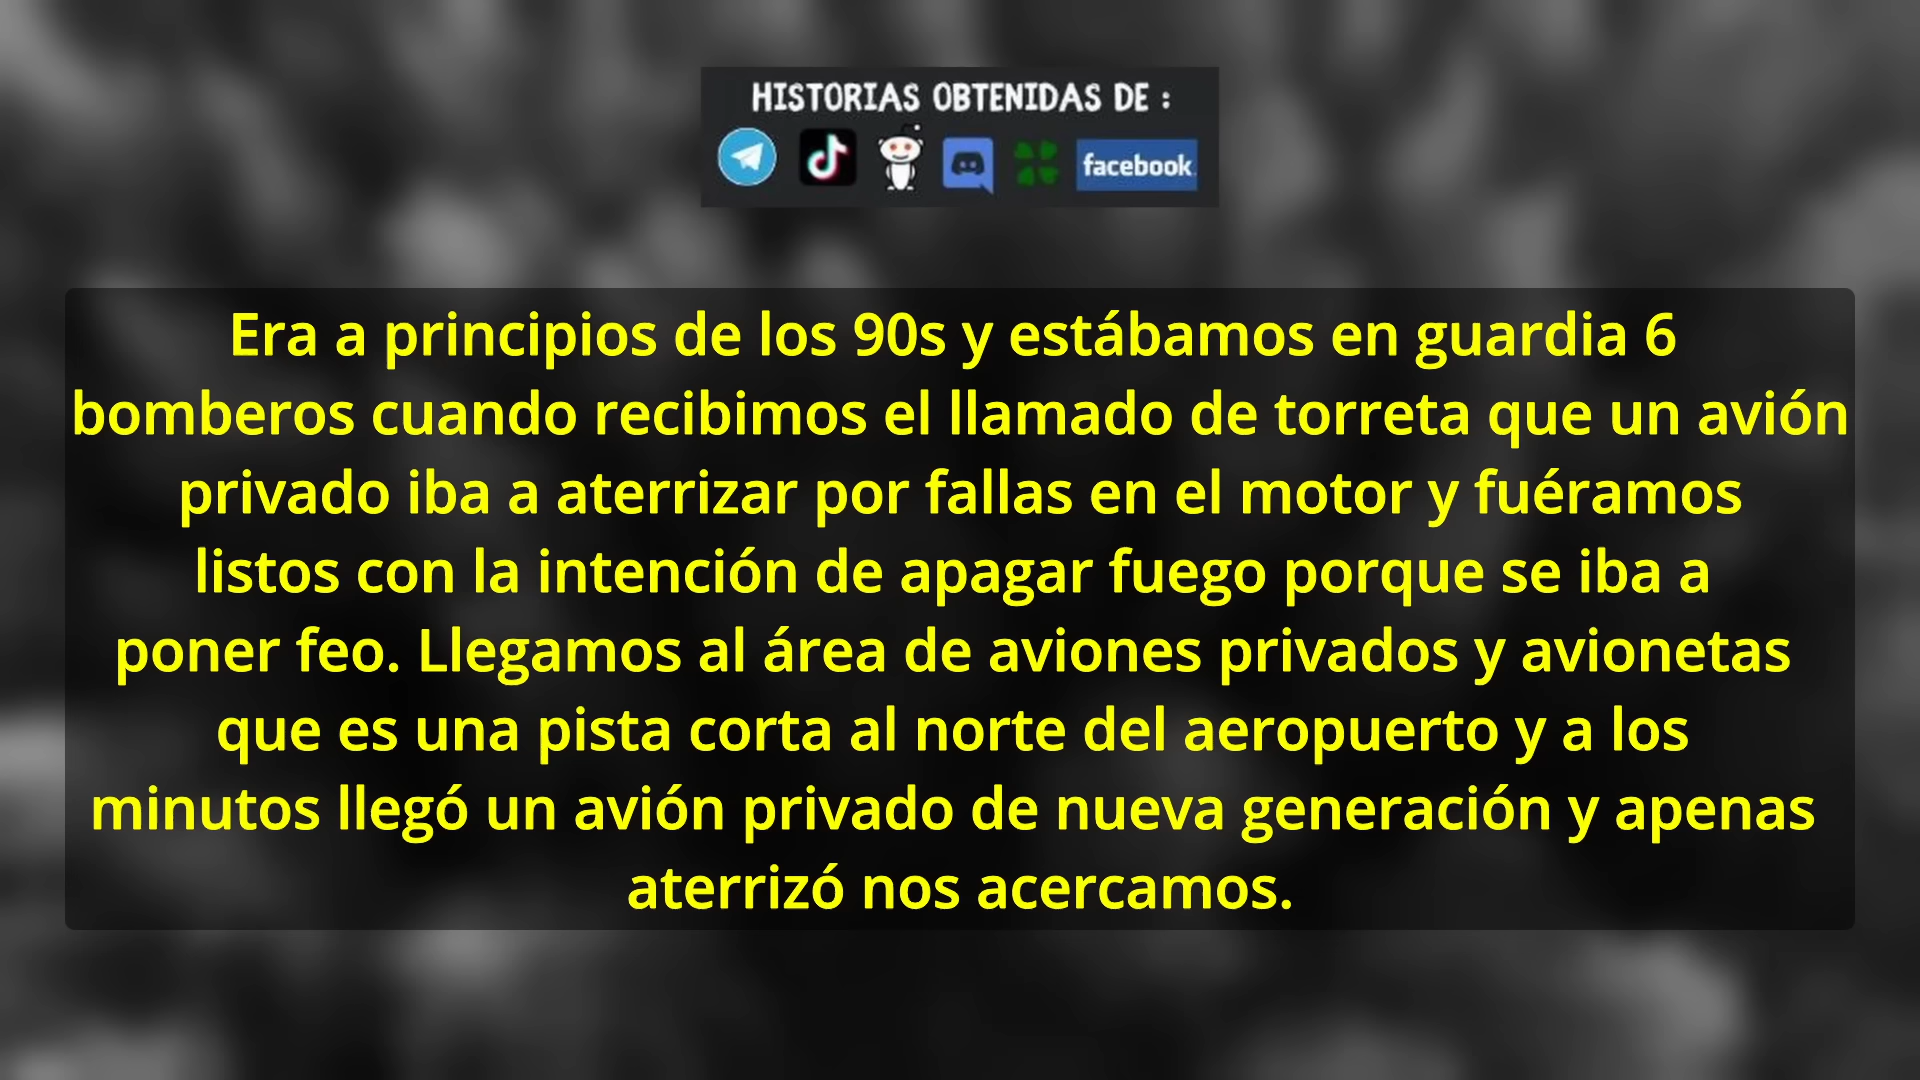 HISTORIAS OBTENIDAS DE :
facebook
Era a principios de los 90s y estábamos en guardia 6
bomberos cuando recibimos el llamado de torreta que un avión
privado iba a aterrizar por fallas en el motor y fuéramos
listos con la intención de apagar fuego porque se iba a
poner feo. Llegamos al área de aviones privados y avionetas
que es una pista corta al norte del aeropuerto y a los
minutos llegó un avión privado de nueva generación y apenas
aterrizó nos acercamos.